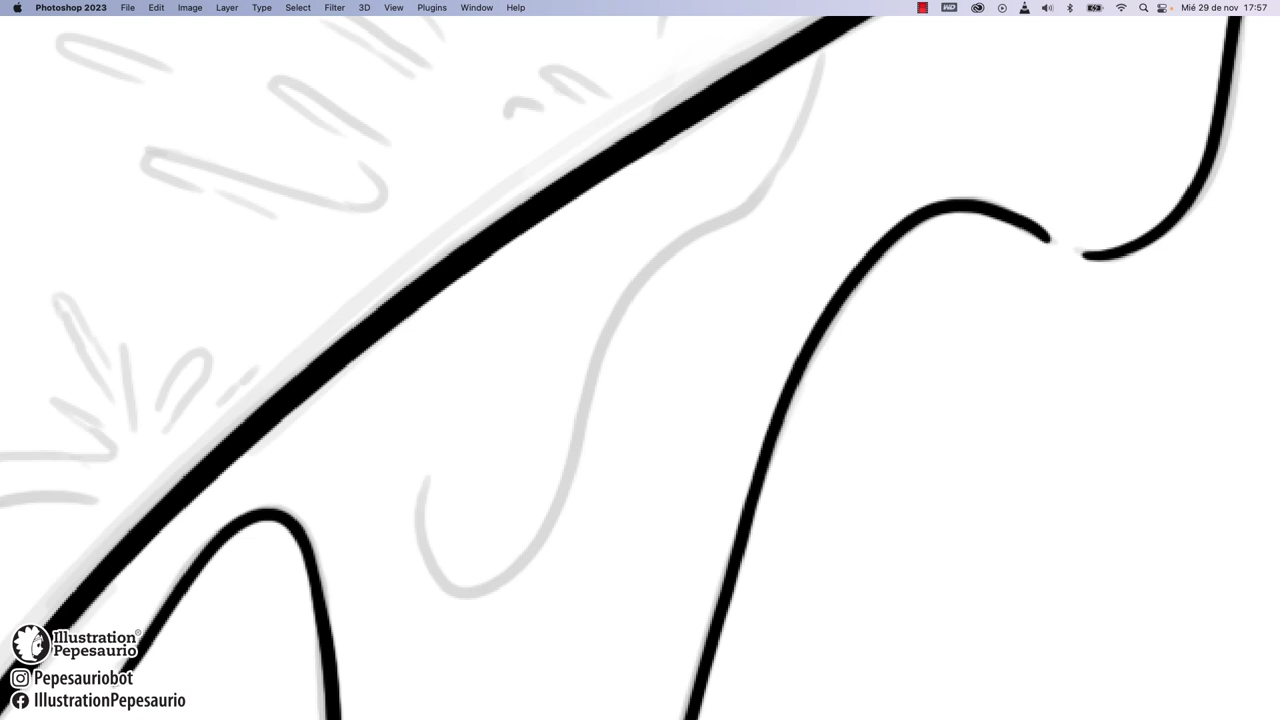 Photoshop 2023 File Edit Image Layer Type Select Filter 3D View Plugins Window Help Mié 29 de nov 17:57
Illustration®
Pepesaurio
Pepesauriobot
IllustrationPepesaurio